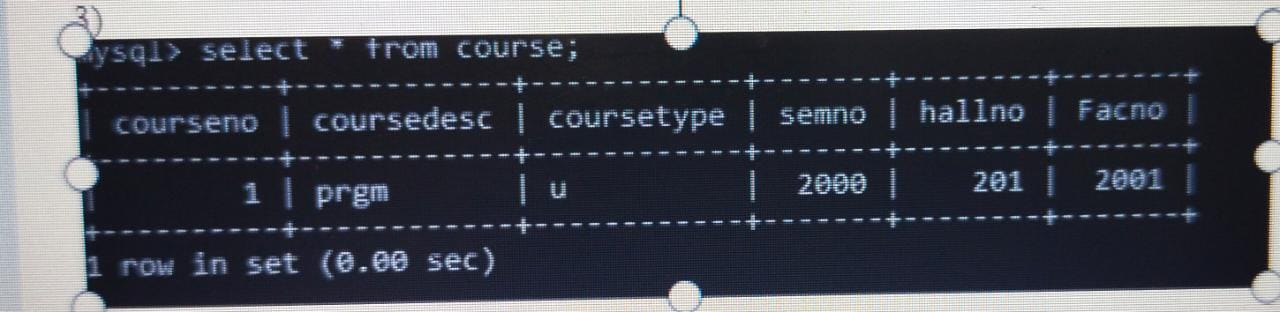 3)
mysql> select * from course;
+----------+------------+------------+-------+--------+-------+
| courseno | coursedesc | coursetype | semno | hallno | Facno |
+----------+------------+------------+-------+--------+-------+
| 1 | prgm | u | 2000 | 201 | 2001 |
+----------+------------+------------+-------+--------+-------+
1 row in set (0.00 sec)